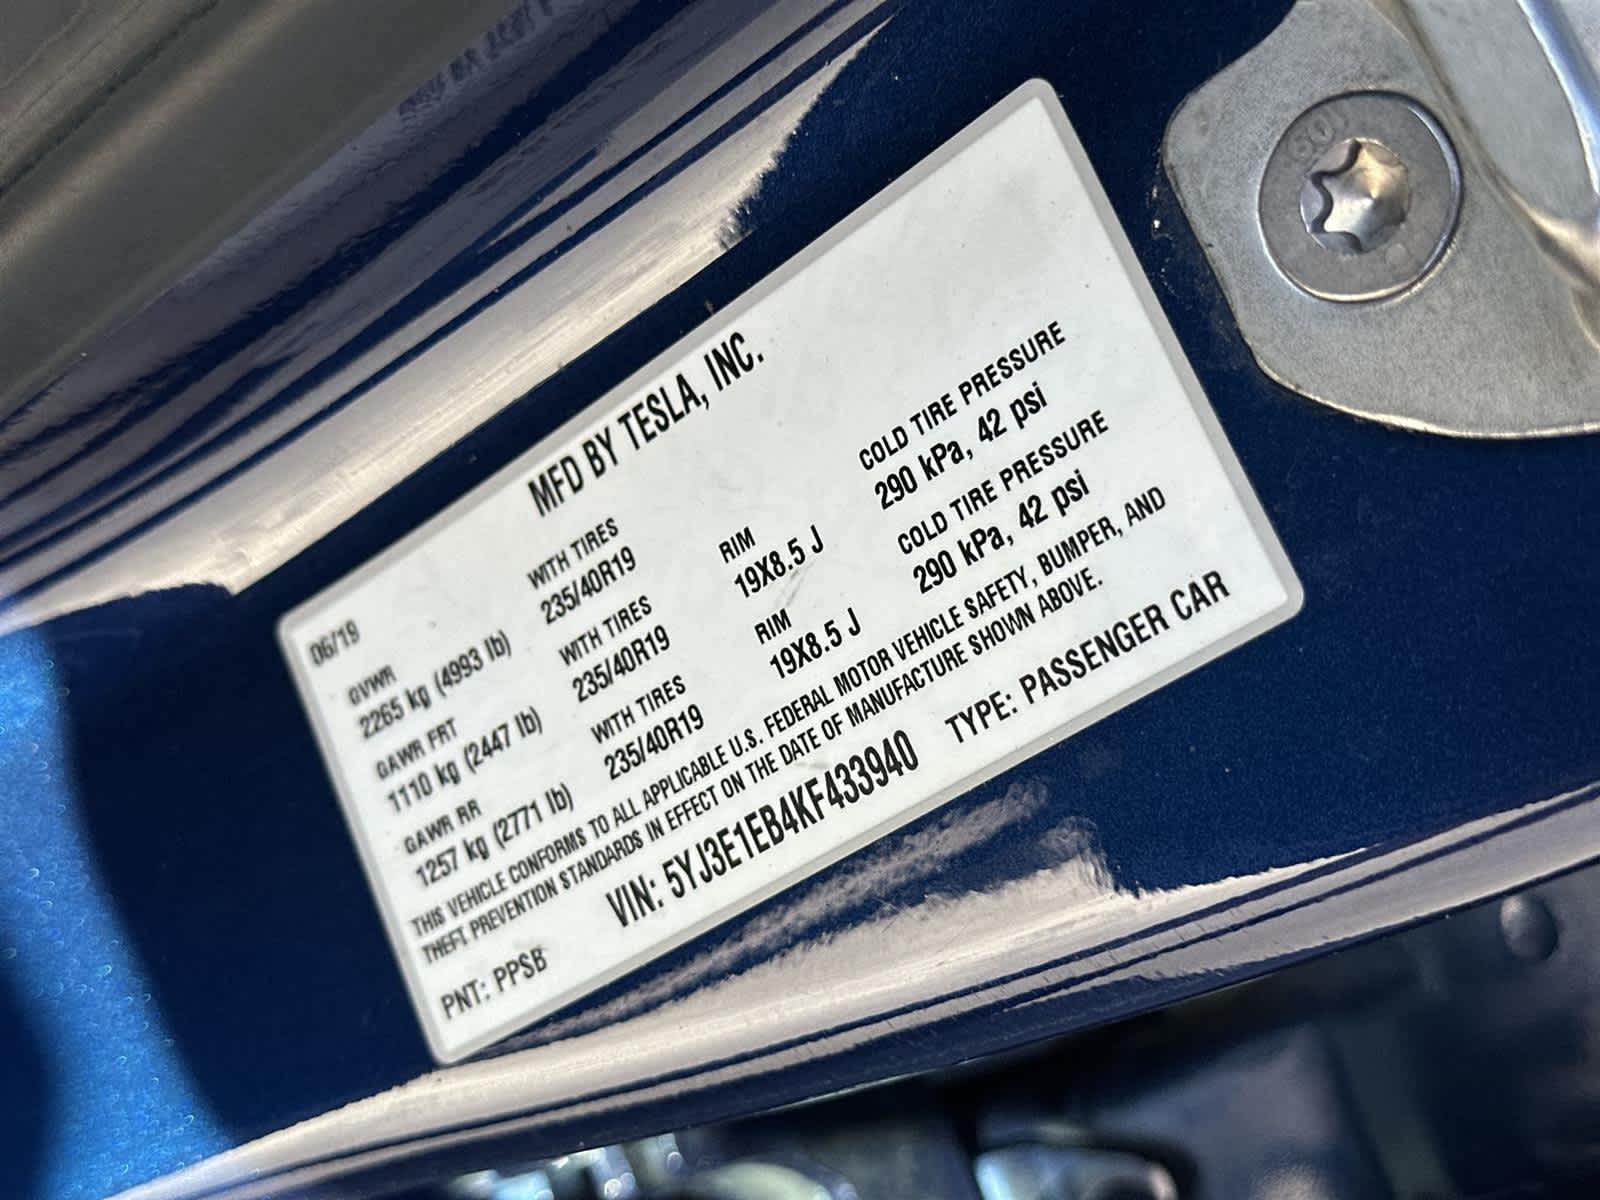 MFD BY TESLA, INC.
06/19
GVWR WITH TIRES RIM COLD TIRE PRESSURE
2265 kg (4993 lb) 235/40R19 19X8.5 J 290 kPa, 42 psi
GAWR FRT WITH TIRES RIM COLD TIRE PRESSURE
1110 kg (2447 lb) 235/40R19 19X8.5 J 290 kPa, 42 psi
GAWR RR WITH TIRES
1257 kg (2771 lb) 235/40R19
THIS VEHICLE CONFORMS TO ALL APPLICABLE U.S. FEDERAL MOTOR VEHICLE SAFETY, BUMPER, AND
THEFT PREVENTION STANDARDS IN EFFECT ON THE DATE OF MANUFACTURE SHOWN ABOVE.
VIN: 5YJ3E1EB4KF433940 TYPE: PASSENGER CAR
PNT: PPSB